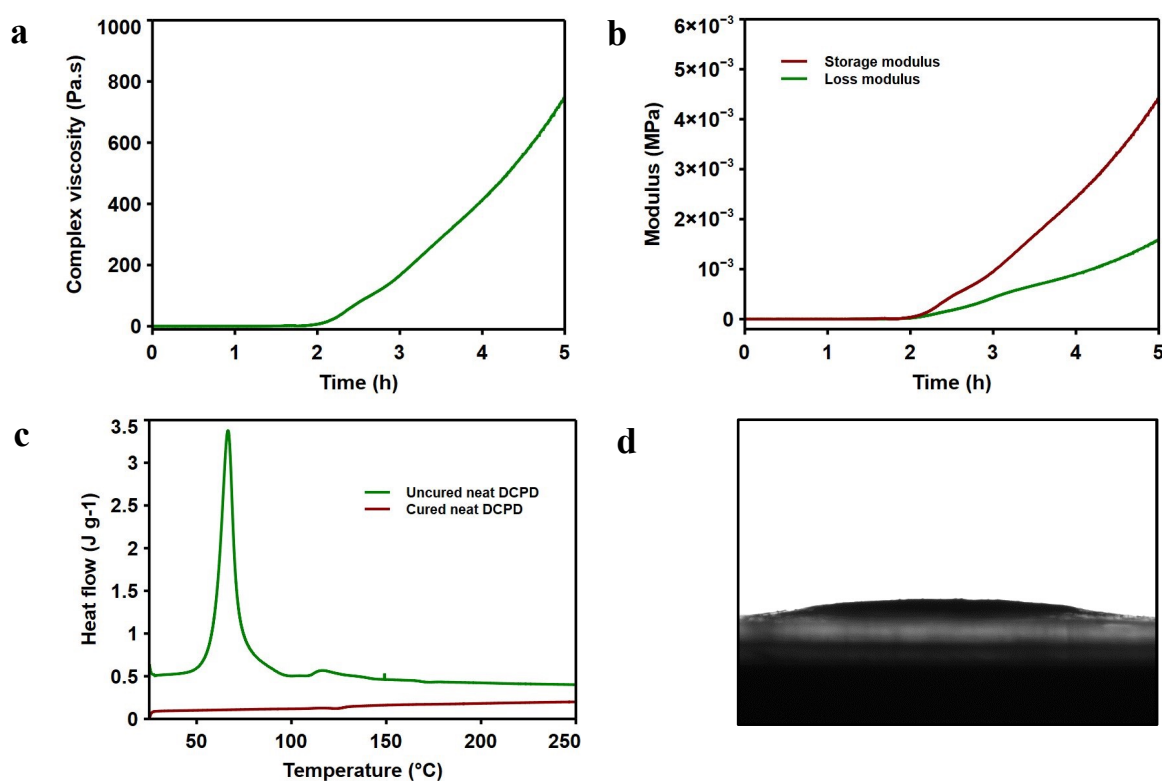 a
Complex viscosity (Pa.s)
1000
800
600
400
200
0
0 1 2 3 4 5
Time (h)
b
Modulus (MPa)
6×10⁻³
5×10⁻³
4×10⁻³
3×10⁻³
2×10⁻³
10⁻³
0
Storage modulus
Loss modulus
0 1 2 3 4 5
Time (h)
c
Heat flow (J g-1)
3.5
3
2.5
2
1.5
1
0.5
0
Uncured neat DCPD
Cured neat DCPD
50 100 150 200 250
Temperature (°C)
d